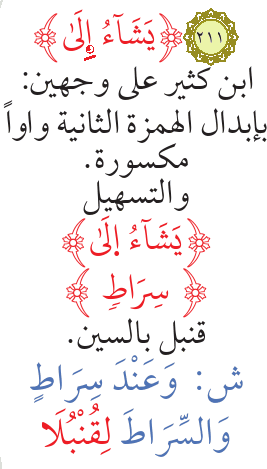 ﴿يَشَآءُ إِلَىٰ﴾ ٢١١
ابن كثير على وجهين:
بإبدال الهمزة الثانية واواً
مكسورة.
والتسهيل
﴿يَشَآءُ ٱلَىٰ﴾
﴿سِرَاطِ﴾
قنبل بالسين.
ش: وَعَنْدَ سِرَاطٍ
وَالسِّرَاطَ لِقُنْبُلَا